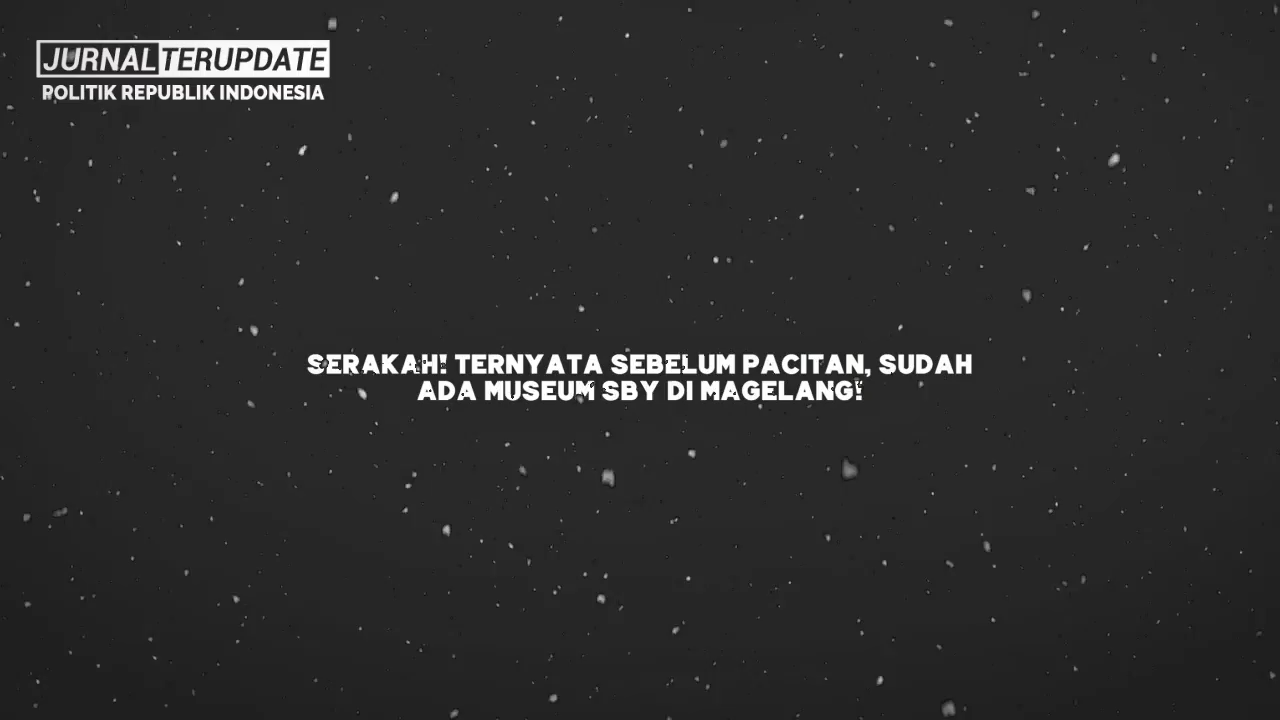 JURNALTERUPDATE
POLITIK REPUBLIK INDONESIA
SERAKAH! TERNYATA SEBELUM PACITAN, SUDAH
ADA MUSEUM SBY DI MAGELANG!